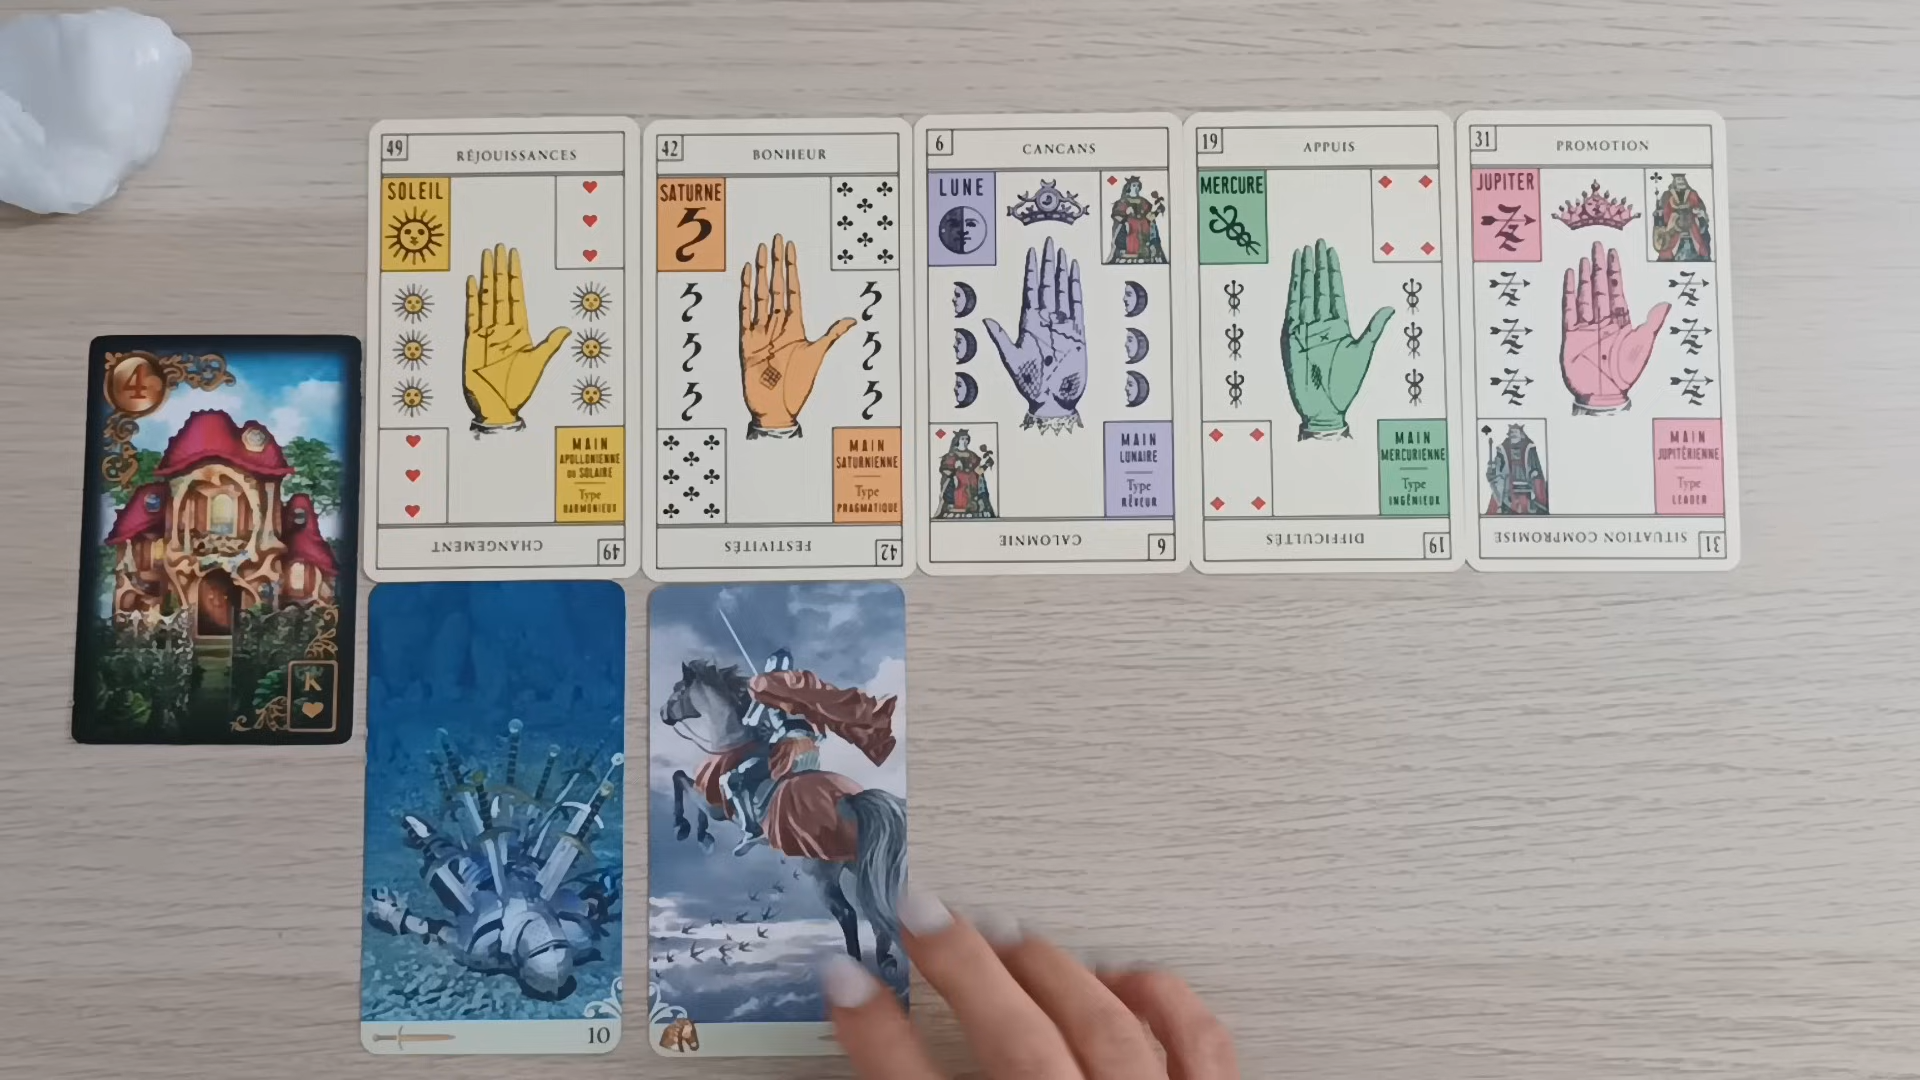 49
RÉJOUISSANCES
SOLEIL
MAIN
APOLLONIENNE
OU SOLAIRE
Type
HARMONIEUX
CHANGEMENT
49
42
BONHEUR
SATURNE
MAIN
SATURNIENNE
Type
PRAGMATIQUE
FESTIVITÉS
42
6
CANCANS
LUNE
MAIN
LUNAIRE
Type
RÊVEUR
CALOMNIE
6
19
APPUIS
MERCURE
MAIN
MERCURIENNE
Type
INGÉNIEUX
DIFFICULTÉS
19
31
PROMOTION
JUPITER
MAIN
JUPITÉRIENNE
Type
LEADER
SITUATION COMPROMISE
31
4
K
10